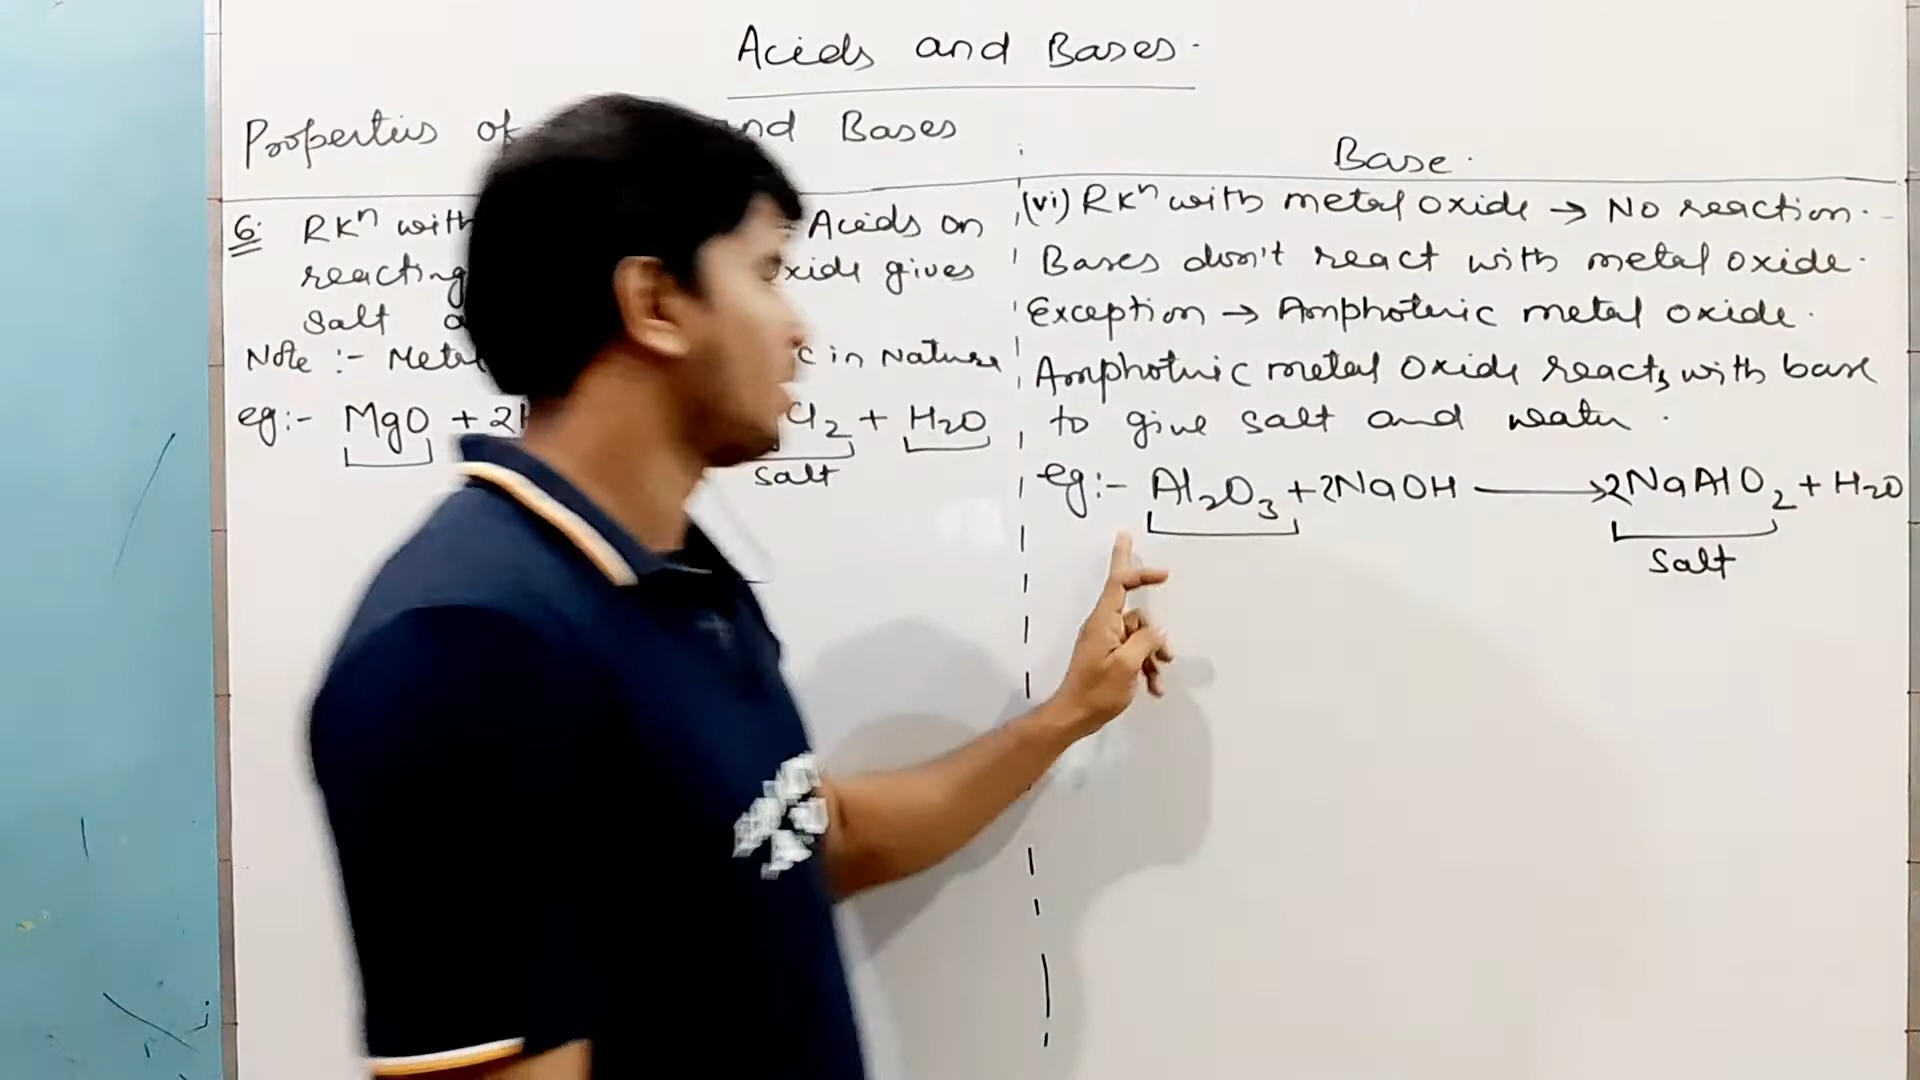 Acids and Bases.
Properties of nd Bases
6. Rxⁿ with Acids on
reacting xide gives
salt a
Note :- Metal c in Nature
eg:- MgO + 2H Cl₂ + H₂O
salt
Base.
(vi) Rxⁿ with metal oxide → No reaction.
Bases don't react with metal oxide.
Exception → Amphoteric metal oxide.
Amphoteric metal oxide reacts with base
to give salt and water.
eg:- Al₂O₃ + 2NaOH ⟶ 2NaAlO₂ + H₂O
salt